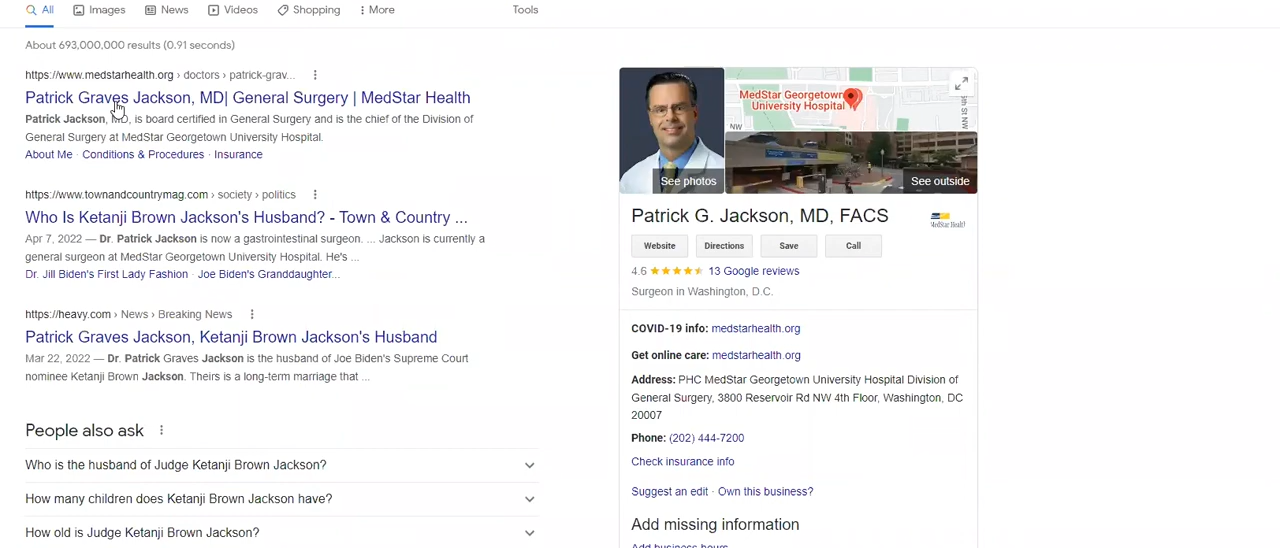 All Images News Videos Shopping More Tools
About 693,000,000 results (0.91 seconds)
https://www.medstarhealth.org › doctors › patrick-grav...
Patrick Graves Jackson, MD| General Surgery | MedStar Health
Patrick Jackson, MD, is board certified in General Surgery and is the chief of the Division of
General Surgery at MedStar Georgetown University Hospital.
About Me · Conditions & Procedures · Insurance
https://www.townandcountrymag.com › society › politics
Who Is Ketanji Brown Jackson's Husband? - Town & Country ...
Apr 7, 2022 — Dr. Patrick Jackson is now a gastrointestinal surgeon. ... Jackson is currently a
general surgeon at MedStar Georgetown University Hospital. He's ...
Dr. Jill Biden's First Lady Fashion · Joe Biden's Granddaughter...
https://heavy.com › News › Breaking News
Patrick Graves Jackson, Ketanji Brown Jackson's Husband
Mar 22, 2022 — Dr. Patrick Graves Jackson is the husband of Joe Biden's Supreme Court
nominee Ketanji Brown Jackson. Theirs is a long-term marriage that ...
People also ask
Who is the husband of Judge Ketanji Brown Jackson?
How many children does Ketanji Brown Jackson have?
How old is Judge Ketanji Brown Jackson?
MedStar Georgetown
University Hospital
NW
5th St NW
See photos
See outside
Patrick G. Jackson, MD, FACS
MedStar Health
Website Directions Save Call
4.6 13 Google reviews
Surgeon in Washington, D.C.
COVID-19 info: medstarhealth.org
Get online care: medstarhealth.org
Address: PHC MedStar Georgetown University Hospital Division of
General Surgery, 3800 Reservoir Rd NW 4th Floor, Washington, DC
20007
Phone: (202) 444-7200
Check insurance info
Suggest an edit · Own this business?
Add missing information
Add business hours